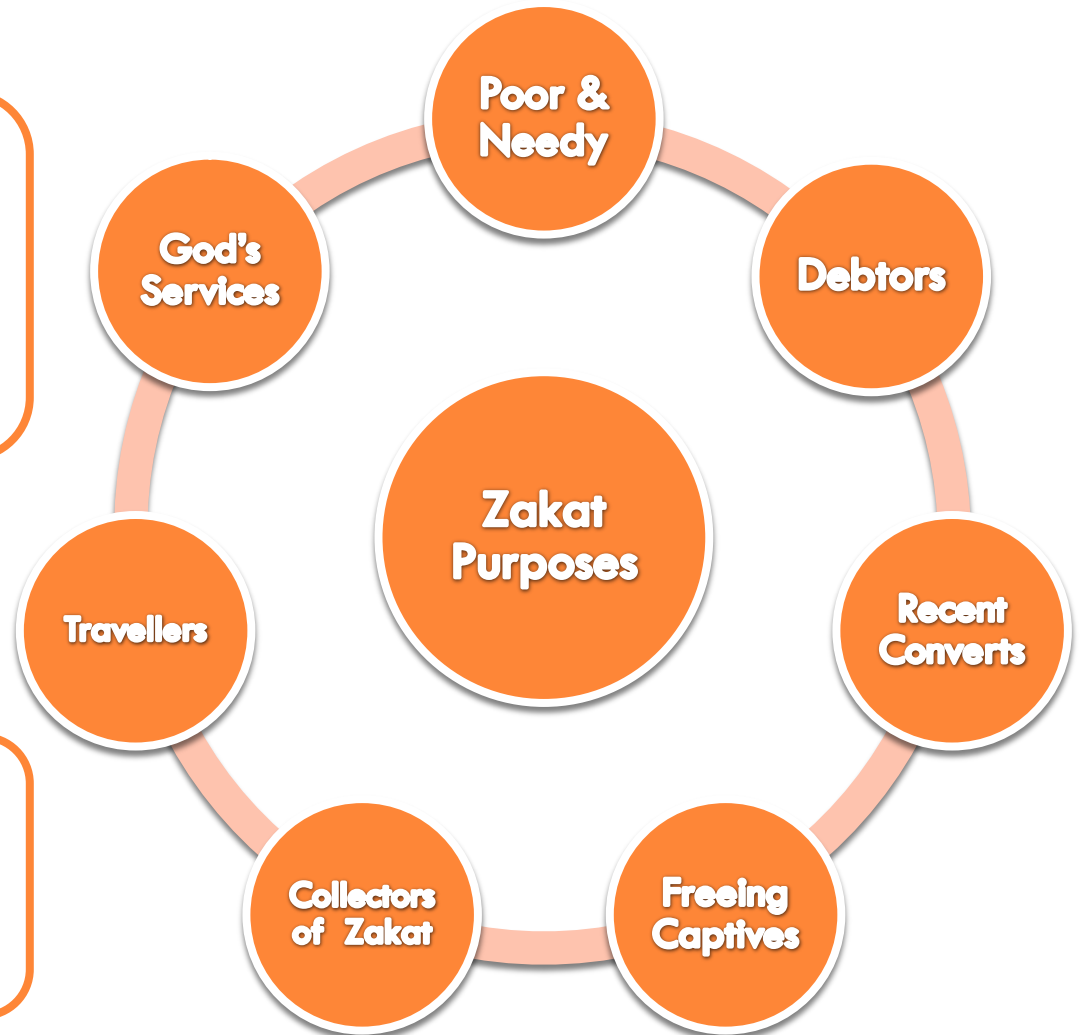 Poor &
Needy
God's
Services
Debtors
Zakat
Purposes
Travellers
Recent
Converts
Collectors
of Zakat
Freeing
Captives